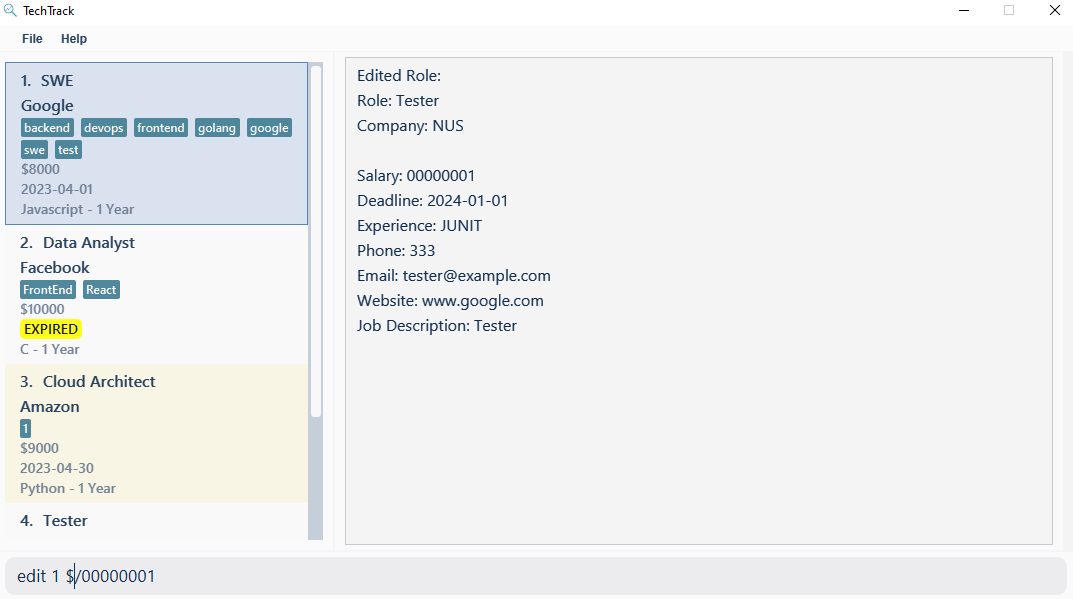 TechTrack
File Help
1. SWE
Google
backend devops frontend golang google
swe test
$8000
2023-04-01
Javascript - 1 Year
2. Data Analyst
Facebook
FrontEnd React
$10000
EXPIRED
C - 1 Year
3. Cloud Architect
Amazon
1
$9000
2023-04-30
Python - 1 Year
4. Tester
Edited Role:
Role: Tester
Company: NUS
Salary: 00000001
Deadline: 2024-01-01
Experience: JUNIT
Phone: 333
Email: tester@example.com
Website: www.google.com
Job Description: Tester
edit 1 $/00000001